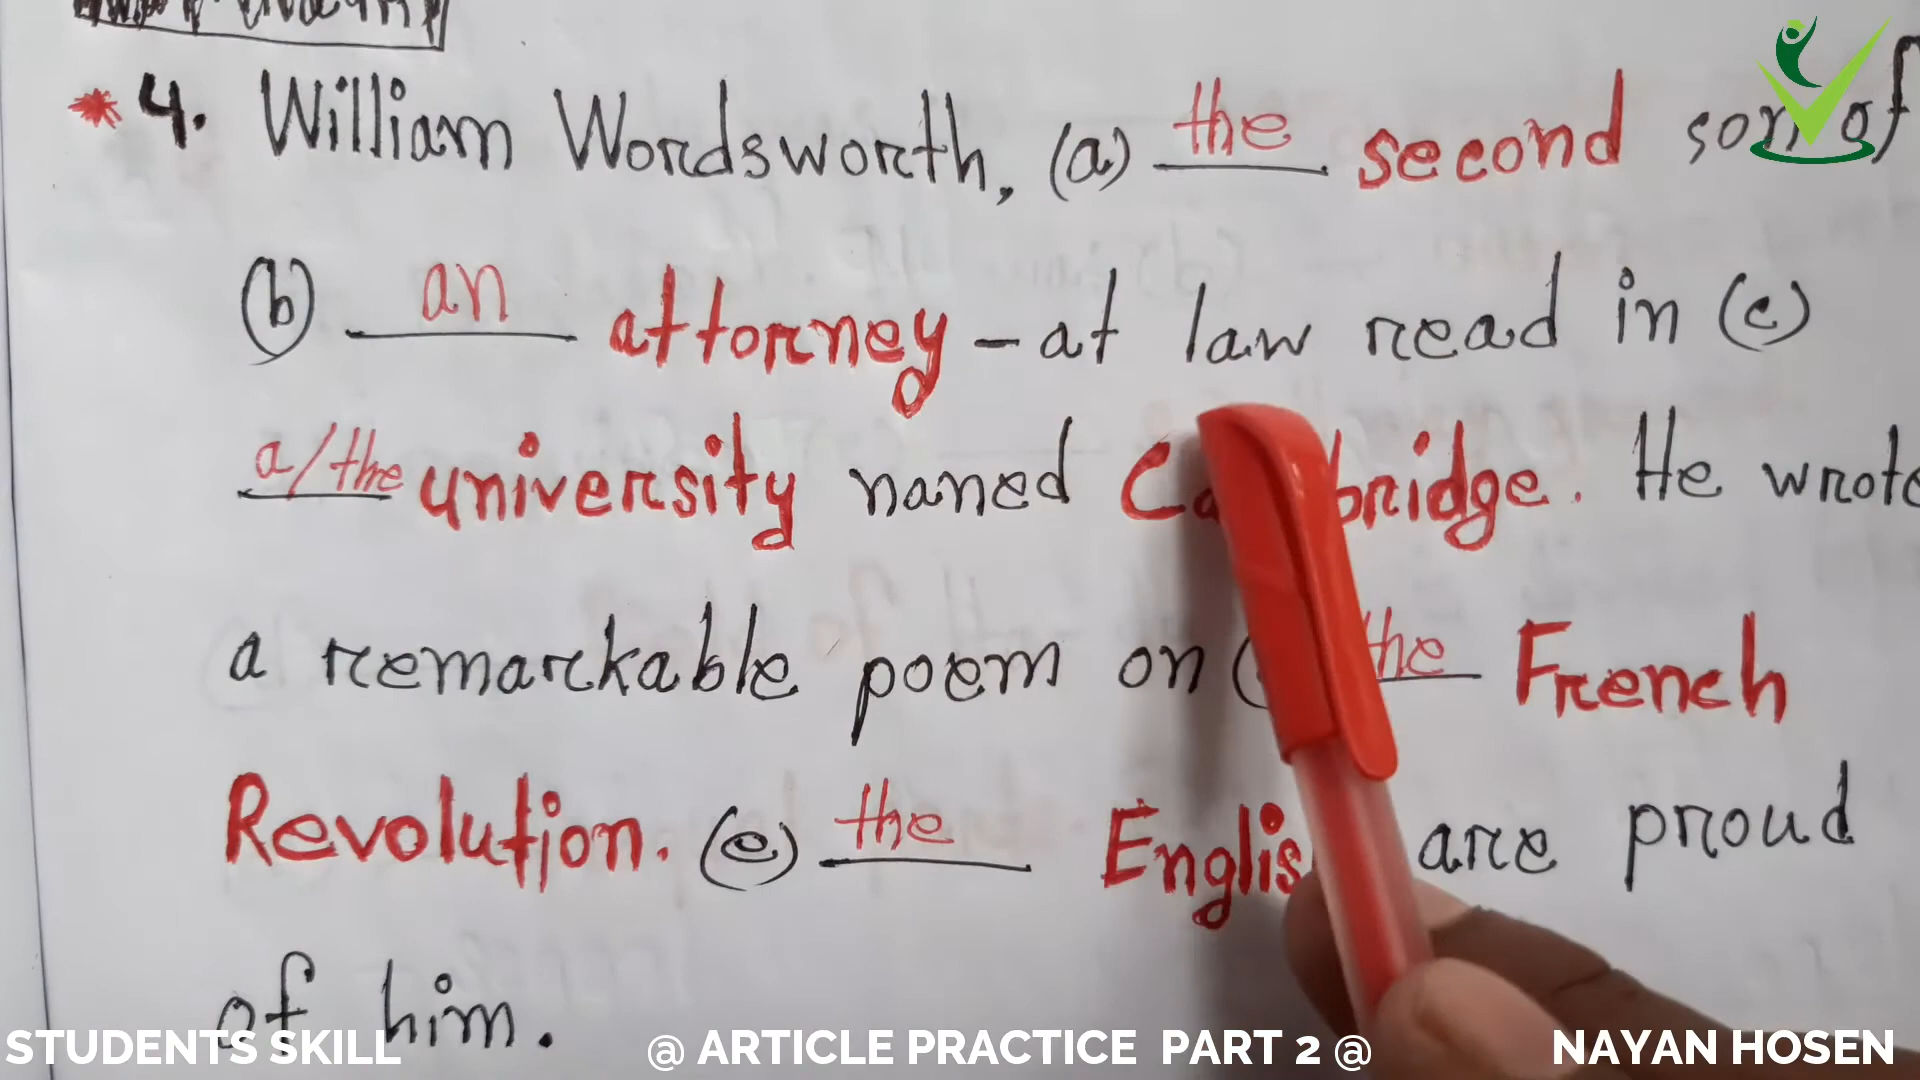 *4. William Wordsworth, (a) the second son of
(b) an attorney - at law read in (c)
a/the university named bridge. He wrote
a remarkable poem on the French
Revolution. (e) the Englis are proud
of him.
STUDENTS SKILL @ ARTICLE PRACTICE PART 2 @ NAYAN HOSEN